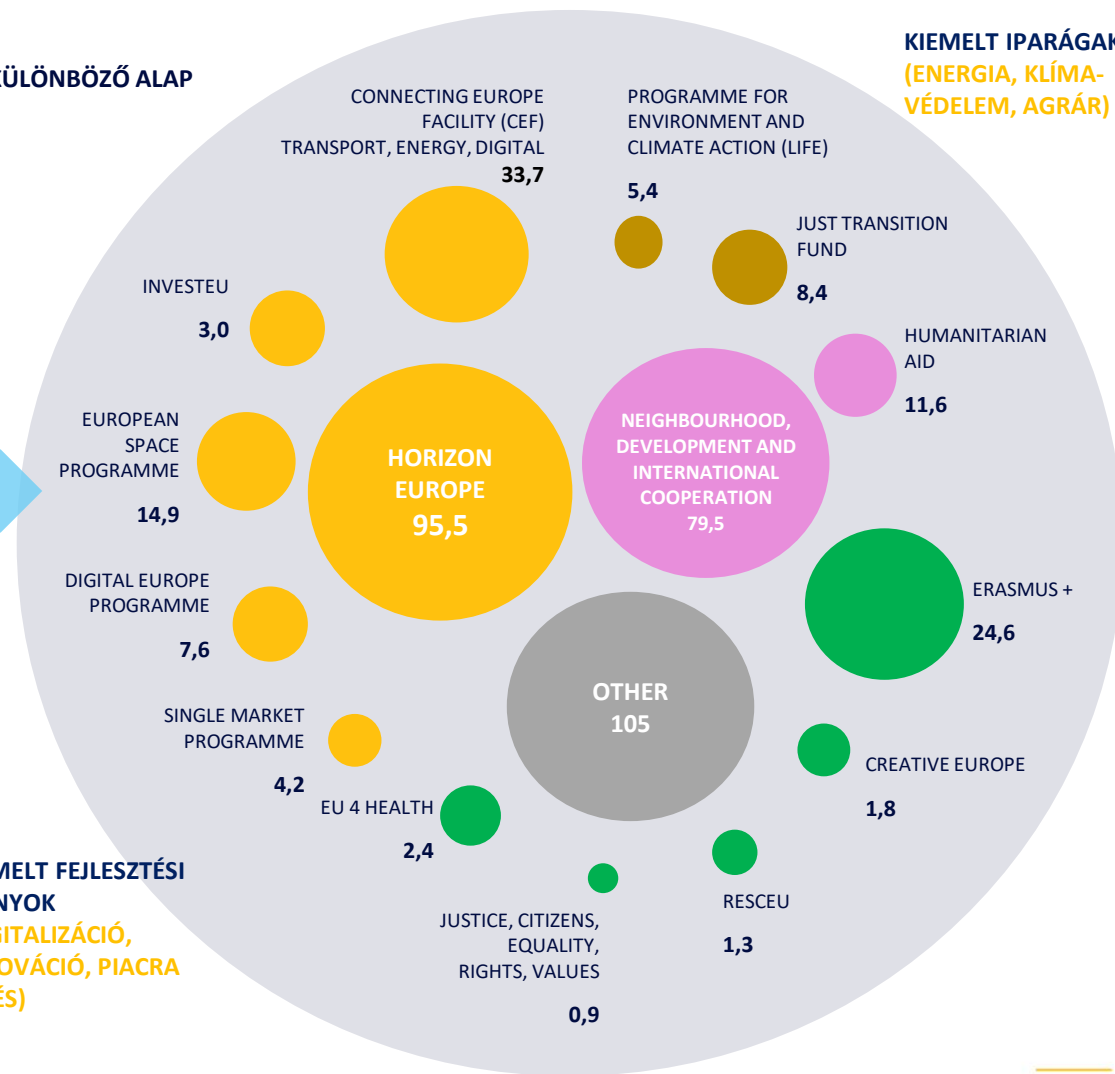 KÜLÖNBÖZŐ ALAP
KIEMELT IPARÁGAK
(ENERGIA, KLÍMA-
VÉDELEM, AGRÁR)
CONNECTING EUROPE
FACILITY (CEF)
TRANSPORT, ENERGY, DIGITAL
33,7
PROGRAMME FOR
ENVIRONMENT AND
CLIMATE ACTION (LIFE)
5,4
JUST TRANSITION
FUND
8,4
INVESTEU
3,0
HUMANITARIAN
AID
11,6
EUROPEAN
SPACE
PROGRAMME
14,9
HORIZON
EUROPE
95,5
NEIGHBOURHOOD,
DEVELOPMENT AND
INTERNATIONAL
COOPERATION
79,5
DIGITAL EUROPE
PROGRAMME
7,6
ERASMUS +
24,6
OTHER
105
SINGLE MARKET
PROGRAMME
4,2
CREATIVE EUROPE
1,8
EU 4 HEALTH
2,4
RESCEU
1,3
JUSTICE, CITIZENS,
EQUALITY,
RIGHTS, VALUES
0,9
MELT FEJLESZTÉSI
NYOK
GITALIZÁCIÓ,
OVÁCIÓ, PIACRA
ÉS)